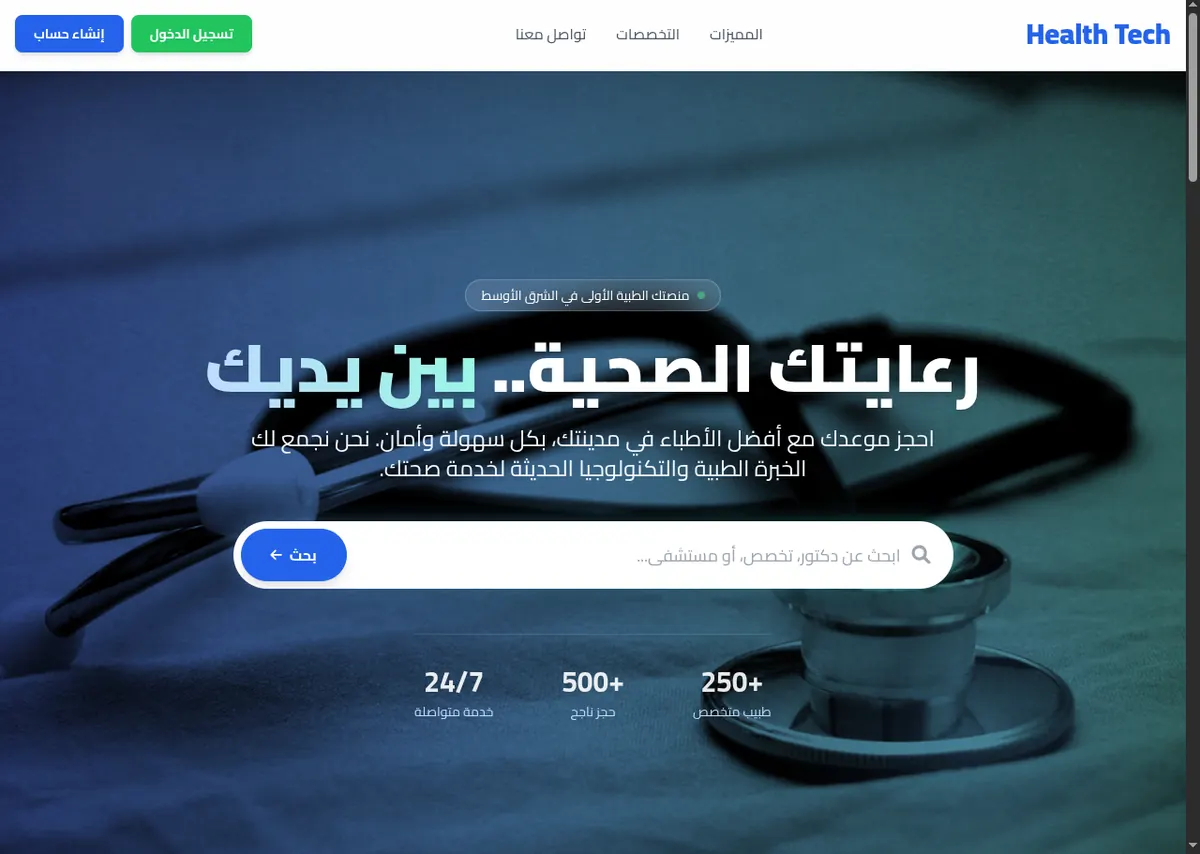 Health Tech
المميزات
التخصصات
تواصل معنا
تسجيل الدخول
إنشاء حساب
منصتك الطبية الأولى في الشرق الأوسط
رعايتك الصحية.. بين يديك
احجز موعدك مع أفضل الأطباء في مدينتك، بكل سهولة وأمان. نحن نجمع لك
الخبرة الطبية والتكنولوجيا الحديثة لخدمة صحتك.
ابحث عن دكتور، تخصص، أو مستشفى...
بحث ←
250+
طبيب متخصص
500+
حجز ناجح
24/7
خدمة متواصلة